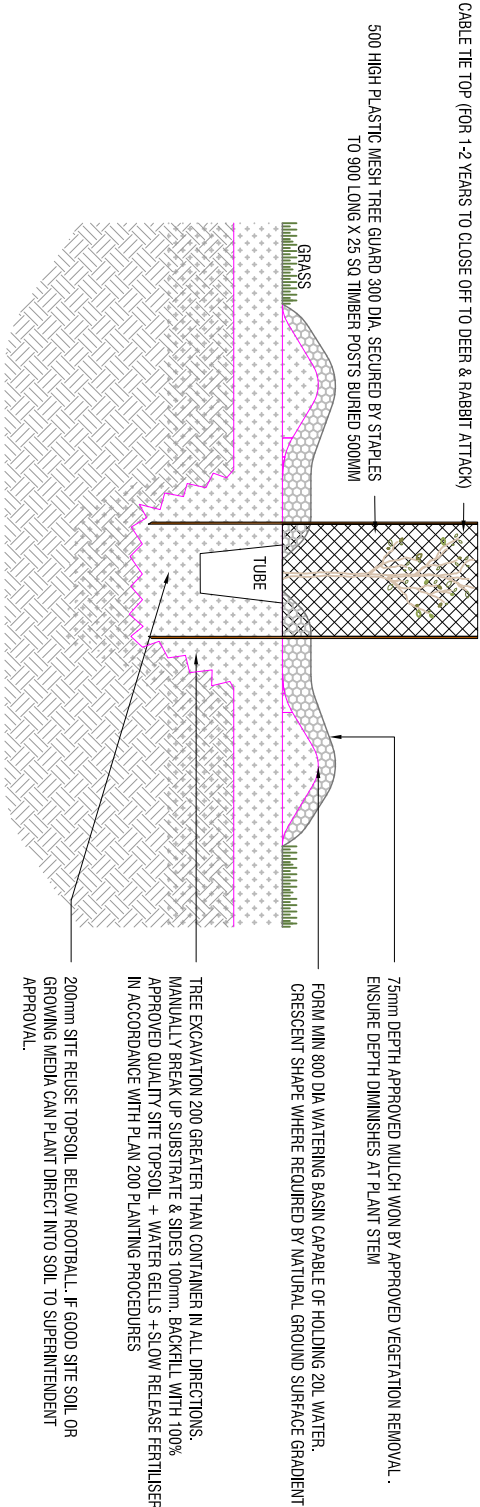 CABLE TIE TOP (FOR 1-2 YEARS TO CLOSE OFF TO DEER & RABBIT ATTACK)
500 HIGH PLASTIC MESH TREE GUARD 300 DIA. SECURED BY STAPLES
TO 900 LONG X 25 SQ TIMBER POSTS BURIED 500MM
GRASS
TUBE
75mm DEPTH APPROVED MULCH WON BY APPROVED VEGETATION REMOVAL .
ENSURE DEPTH DIMINISHES AT PLANT STEM
FORM MIN 800 DIA WATERING BASIN CAPABLE OF HOLDING 20L WATER.
CRESCENT SHAPE WHERE REQUIRED BY NATURAL GROUND SURFACE GRADIENT
TREE EXCAVATION 200 GREATER THAN CONTAINER IN ALL DIRECTIONS.
MANUALLY BREAK UP SUBSTRATE & SIDES 100mm. BACKFILL WITH 100%
APPROVED QUALITY SITE TOPSOIL + WATER GELLS + SLOW RELEASE FERTILISER
IN ACCORDANCE WITH PLAN 200 PLANTING PROCEDURES
200mm SITE REUSE TOPSOIL BELOW ROOTBALL. IF GOOD SITE SOIL OR
GROWING MEDIA CAN PLANT DIRECT INTO SOIL TO SUPERINTENDENT
APPROVAL.